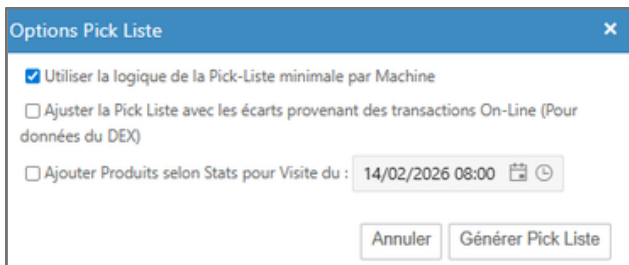 Options Pick Liste
Utiliser la logique de la Pick-Liste minimale par Machine
Ajuster la Pick Liste avec les écarts provenant des transactions On-Line (Pour
données du DEX)
Ajouter Produits selon Stats pour Visite du : 14/02/2026 08:00
Annuler Générer Pick Liste